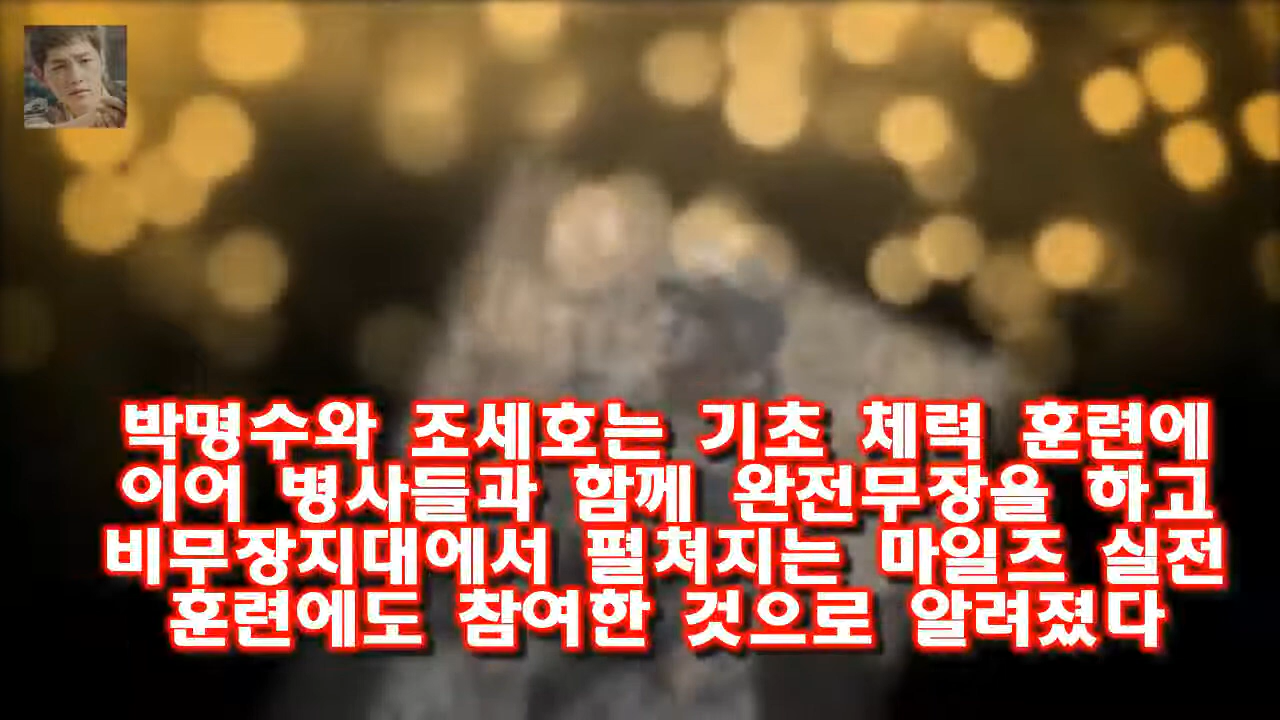 박명수와 조세호는 기초 체력 훈련에
이어 병사들과 함께 완전무장을 하고
비무장지대에서 펼쳐지는 마일즈 실전
훈련에도 참여한 것으로 알려졌다